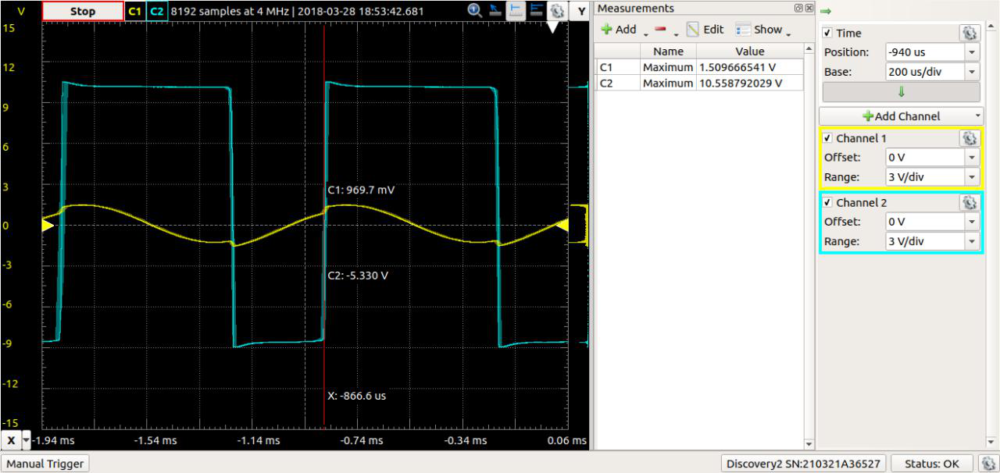 V
Stop C1 C2 8192 samples at 4 MHz | 2018-03-28 18:53:42.681 Y
15
12
9
6
3
0
-3
-6
-9
-12
-15
C1: 969.7 mV
C2: -5.330 V
X: -866.6 us
X -1.94 ms -1.54 ms -1.14 ms -0.74 ms -0.34 ms 0.06 ms
Measurements
Add Edit Show
Name Value
C1 Maximum 1.509666541 V
C2 Maximum 10.558792029 V
Time
Position: -940 us
Base: 200 us/div
Add Channel
Channel 1
Offset: 0 V
Range: 3 V/div
Channel 2
Offset: 0 V
Range: 3 V/div
Manual Trigger Discovery2 SN:210321A36527 Status: OK